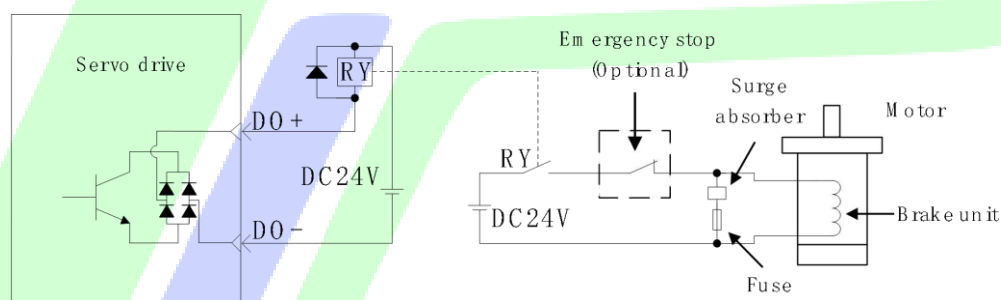 Servo drive
RY
DO+
DC24V
DO-
Emergency stop
(Optional)
Surge
absorber
Motor
RY
DC24V
Brake unit
Fuse